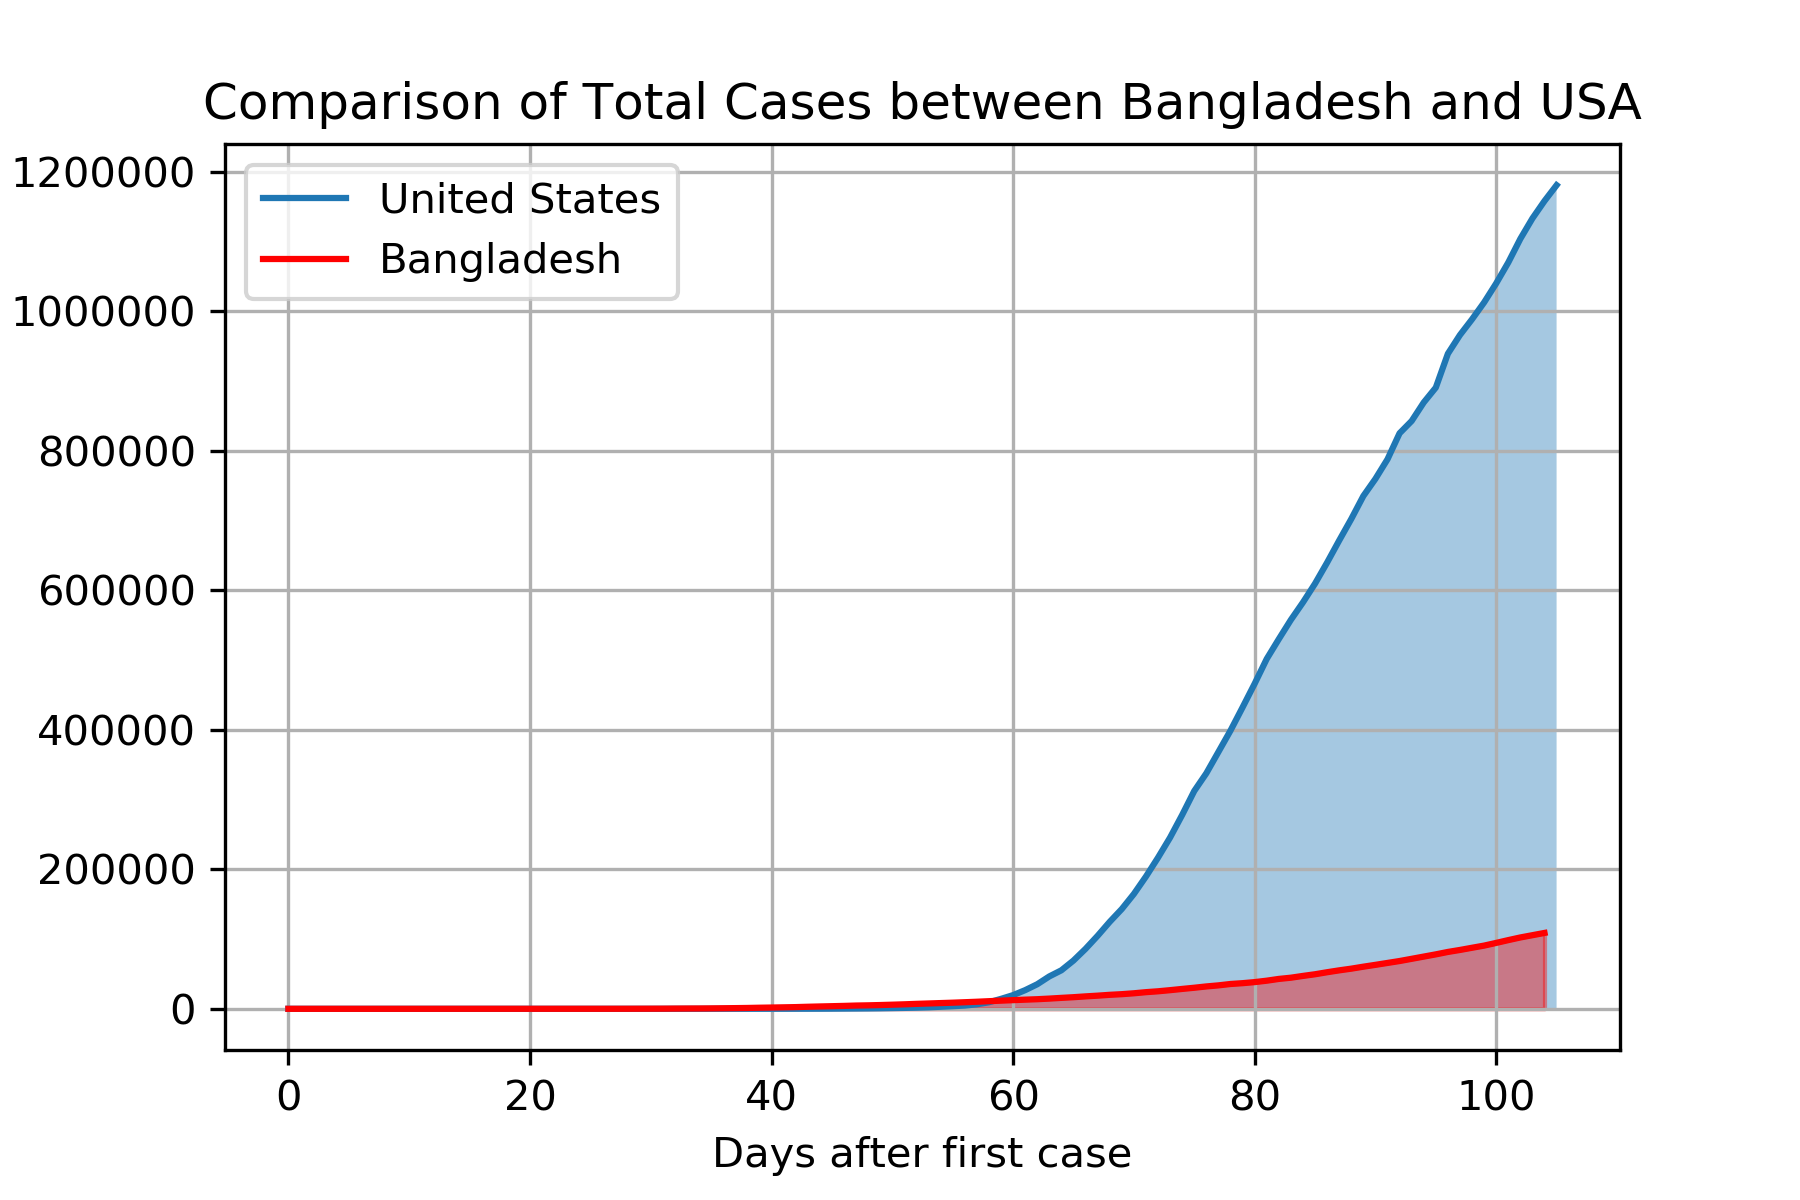 Comparison of Total Cases between Bangladesh and USA
1200000
1000000
800000
600000
400000
200000
0
United States
Bangladesh
0 20 40 60 80 100
Days after first case